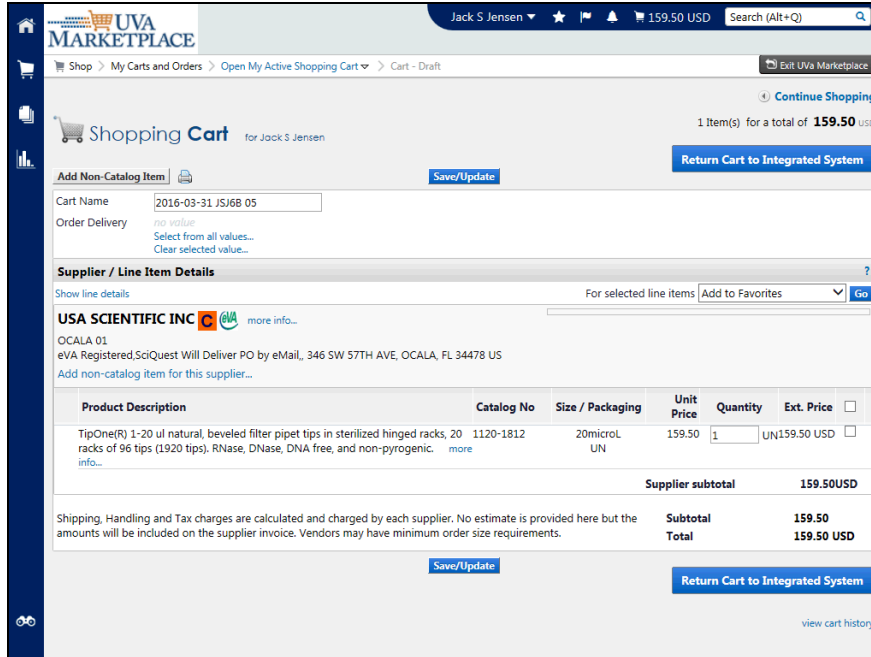 UVA
MARKETPLACE
Jack S Jensen
159.50 USD
Search (Alt+Q)
Shop > My Carts and Orders > Open My Active Shopping Cart > Cart - Draft
Exit UVa Marketplace
Continue Shopping
Shopping Cart for Jack S Jensen
1 Item(s) for a total of 159.50 usd
Return Cart to Integrated System
Add Non-Catalog Item
Save/Update
Cart Name 2016-03-31 JSJ6B 05
Order Delivery no value
Select from all values...
Clear selected value...
Supplier / Line Item Details ?
Show line details For selected line items Add to Favorites Go
USA SCIENTIFIC INC C eVA more info...
OCALA 01
eVA Registered,SciQuest Will Deliver PO by eMail,, 346 SW 57TH AVE, OCALA, FL 34478 US
Add non-catalog item for this supplier...
Product Description Catalog No Size / Packaging Unit Price Quantity Ext. Price
TipOne(R) 1-20 ul natural, beveled filter pipet tips in sterilized hinged racks, 20 1120-1812 20microL 159.50 1 UN 159.50 USD
racks of 96 tips (1920 tips). RNase, DNase, DNA free, and non-pyrogenic. more UN
info...
Supplier subtotal 159.50USD
Shipping, Handling and Tax charges are calculated and charged by each supplier. No estimate is provided here but the Subtotal 159.50
amounts will be included on the supplier invoice. Vendors may have minimum order size requirements. Total 159.50 USD
Save/Update
Return Cart to Integrated System
view cart history